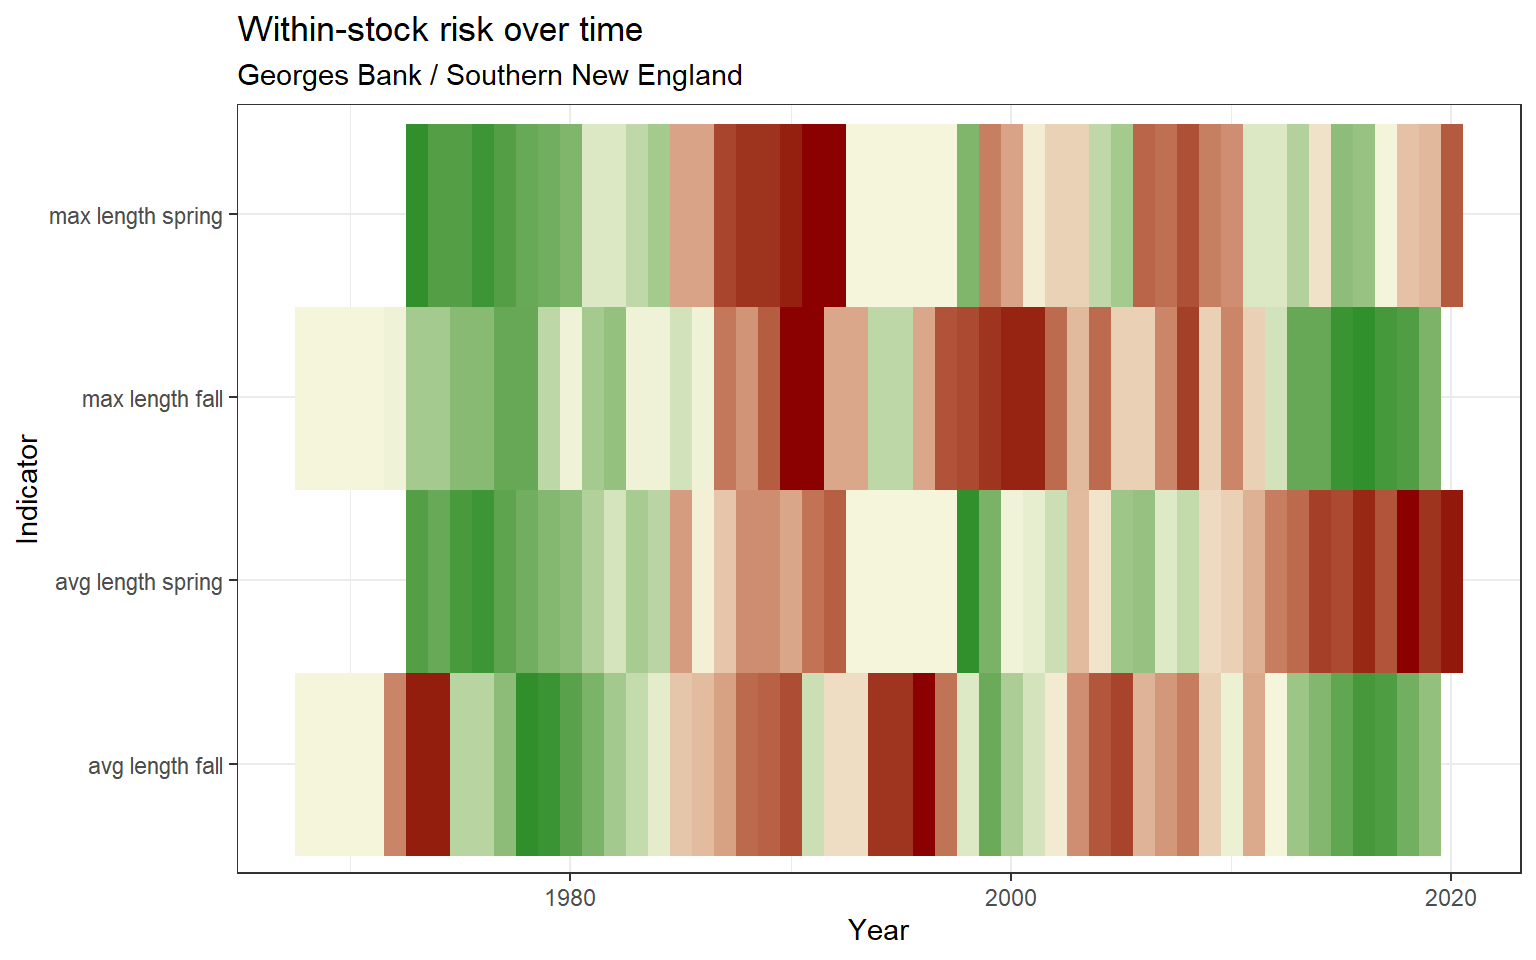 Within-stock risk over time
Georges Bank / Southern New England
Indicator
max length spring
max length fall
avg length spring
avg length fall
1980
2000
2020
Year